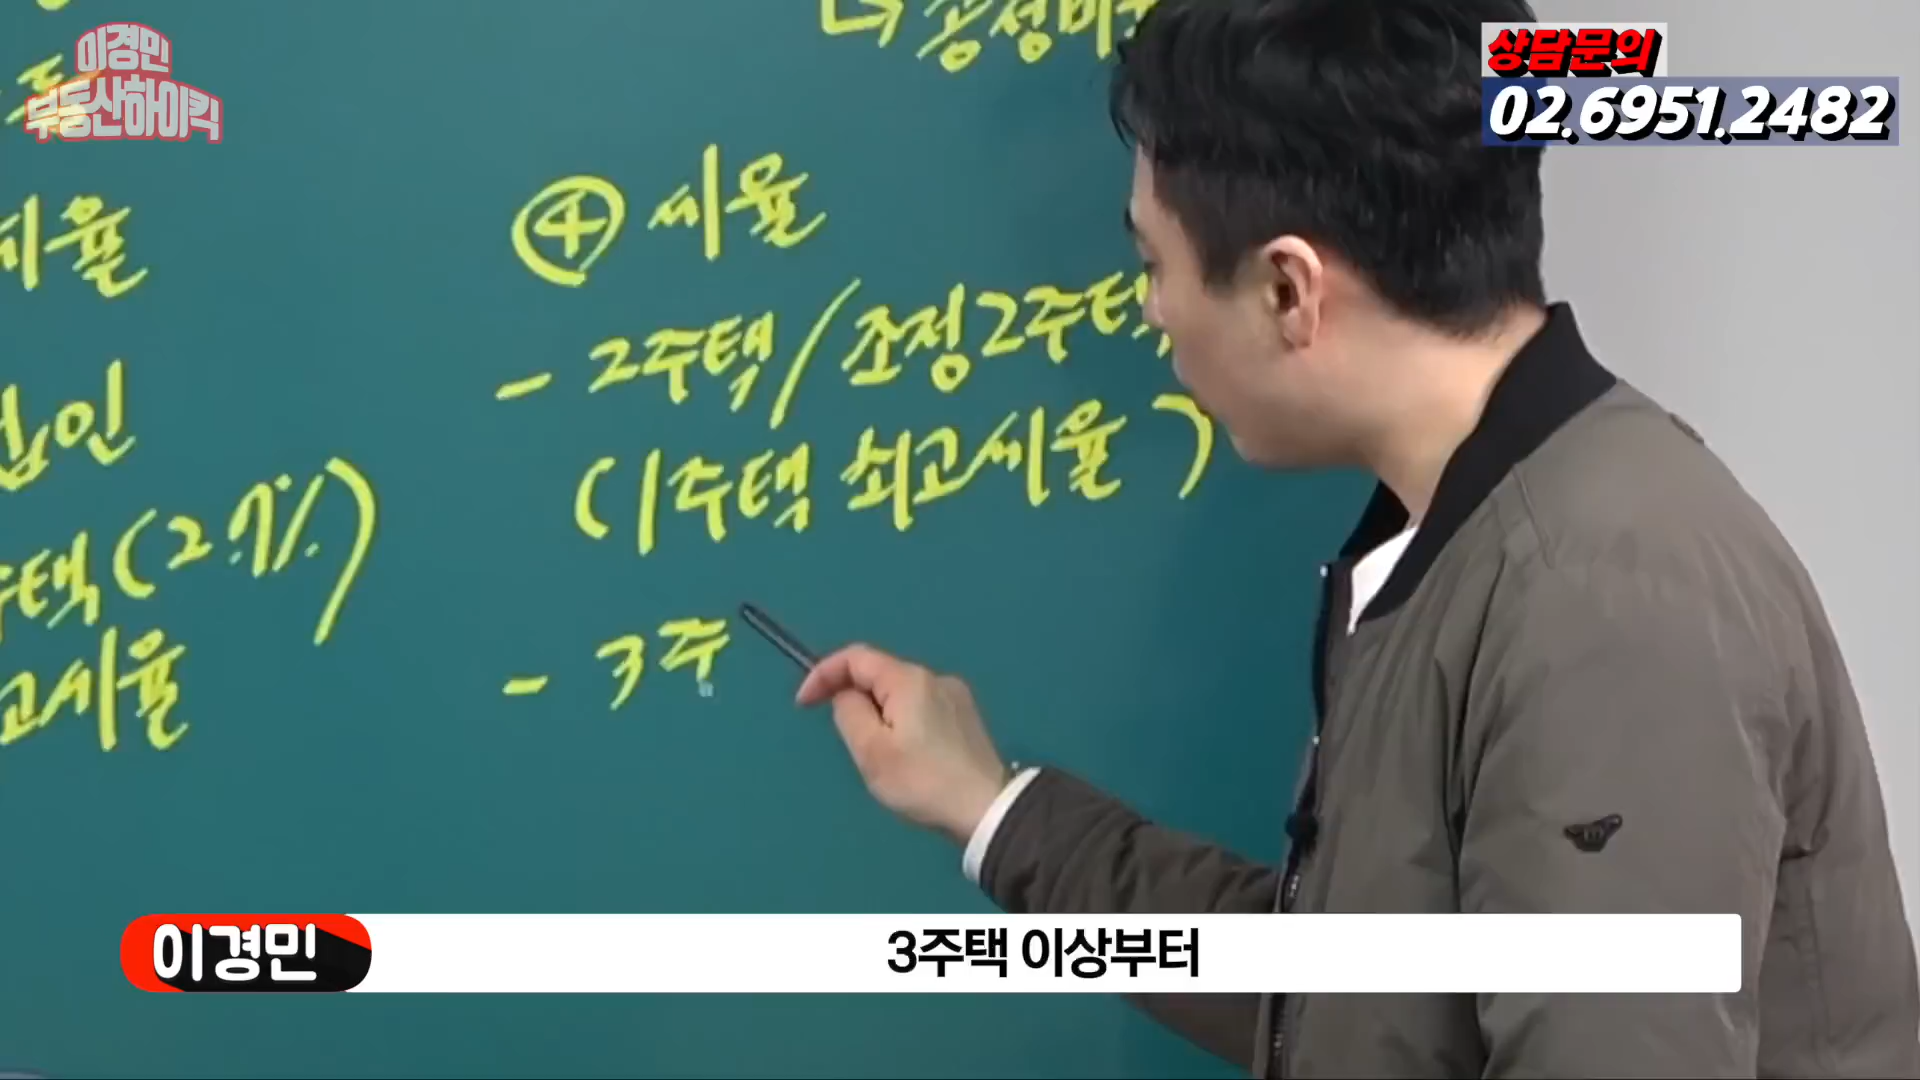 이경민
부동산하이킥
상담문의
02.6951.2482
↳ 공정비
세율
법인
주택(2.7%)
고세율
④ 세율
- 2주택/조정2주택
(1주택 최고세율)
- 3주
이경민
3주택 이상부터